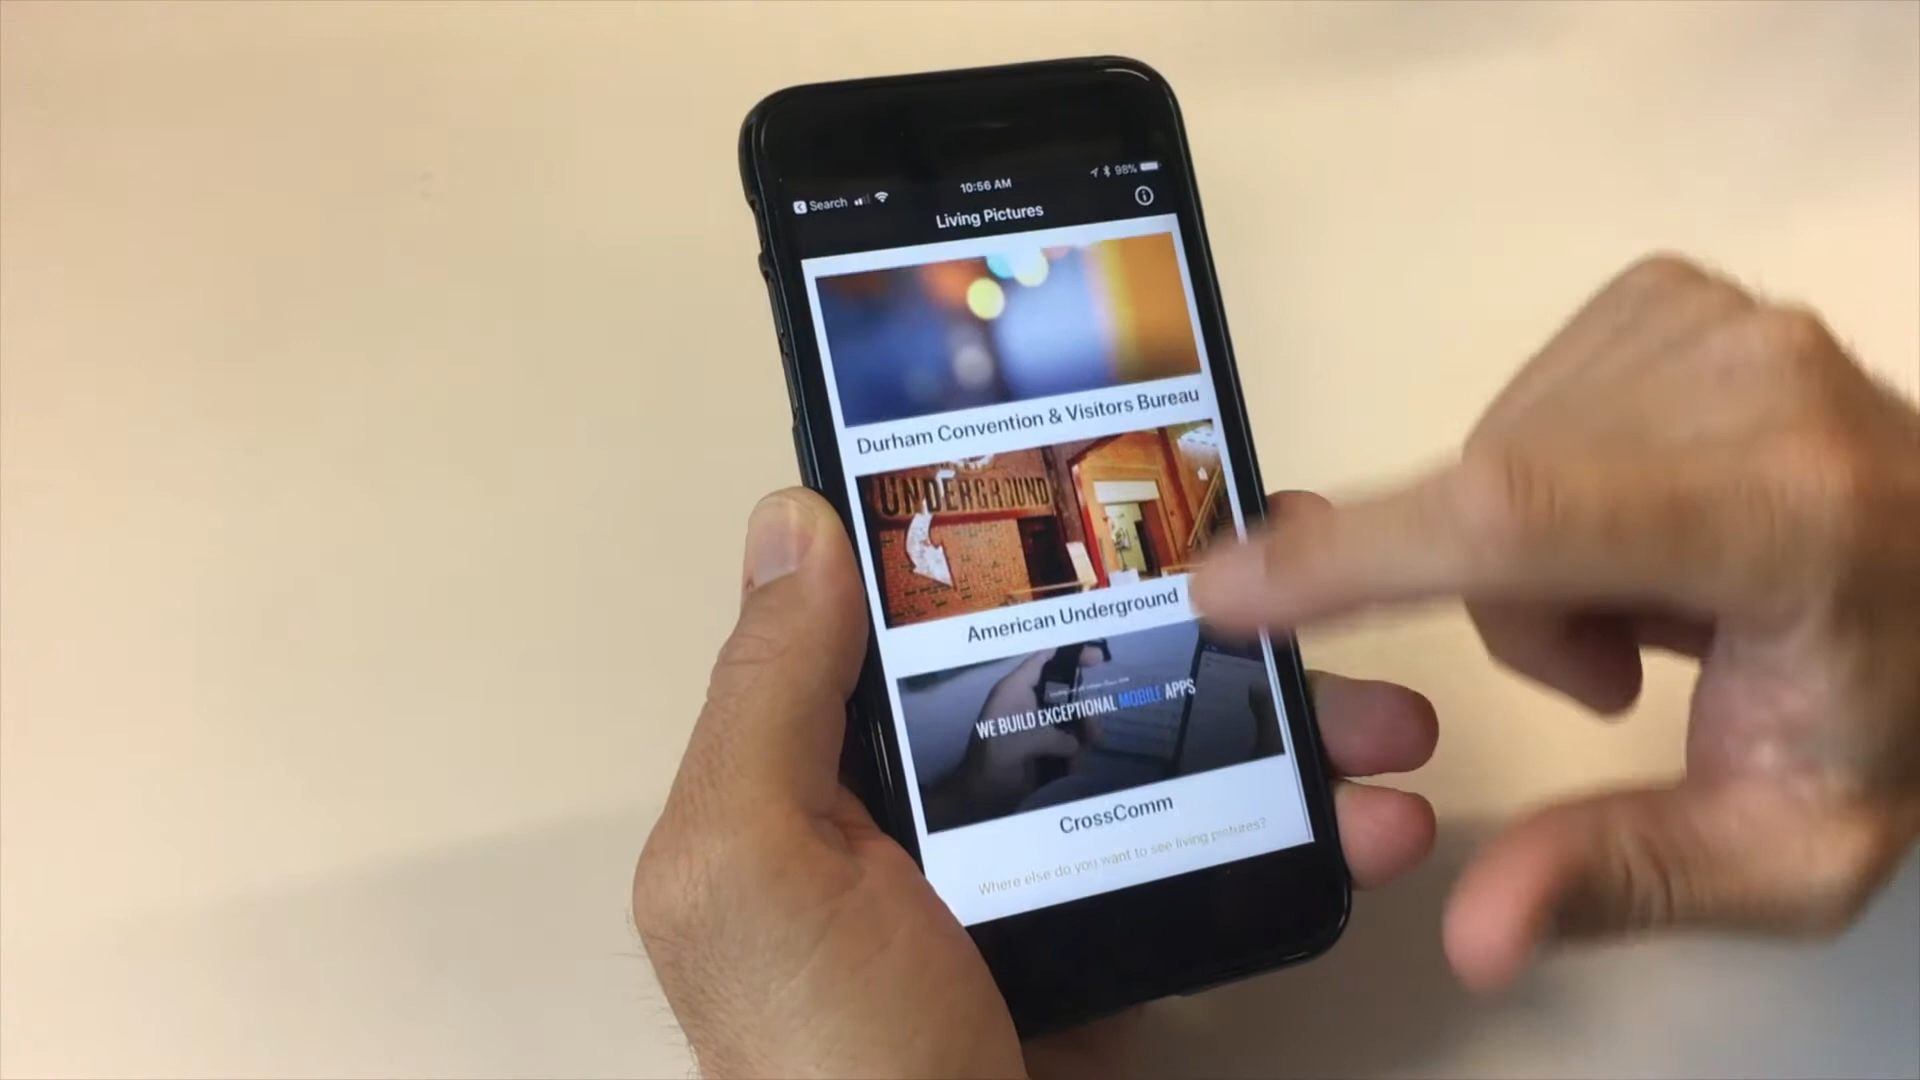 Search
10:56 AM
98%
Living Pictures
Durham Convention & Visitors Bureau
UNDERGROUND
American Underground
WE BUILD EXCEPTIONAL MOBILE APPS
CrossComm
Where else do you want to see living pictures?